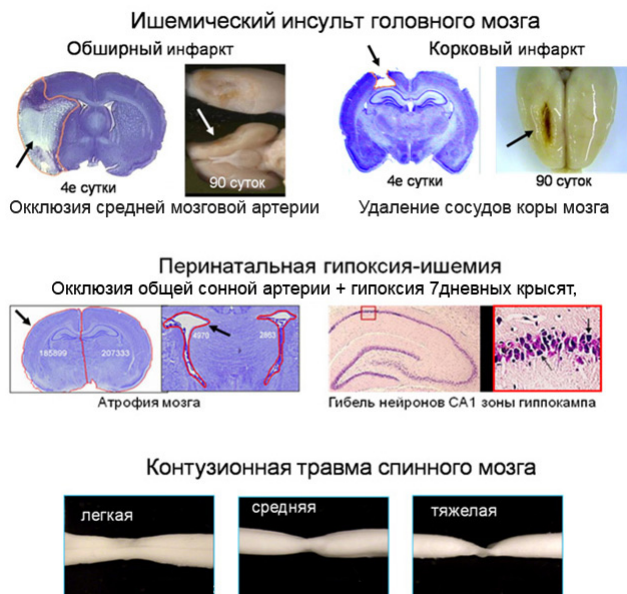 Ишемический инсульт головного мозга
Обширный инфаркт
Корковый инфаркт
4е сутки
90 суток
4е сутки
90 суток
Окклюзия средней мозговой артерии
Удаление сосудов коры мозга
Перинатальная гипоксия-ишемия
Окклюзия общей сонной артерии + гипоксия 7дневных крысят,
185899
207333
4970
2853
Атрофия мозга
Гибель нейронов СА1 зоны гиппокампа
Контузионная травма спинного мозга
легкая
средняя
тяжелая